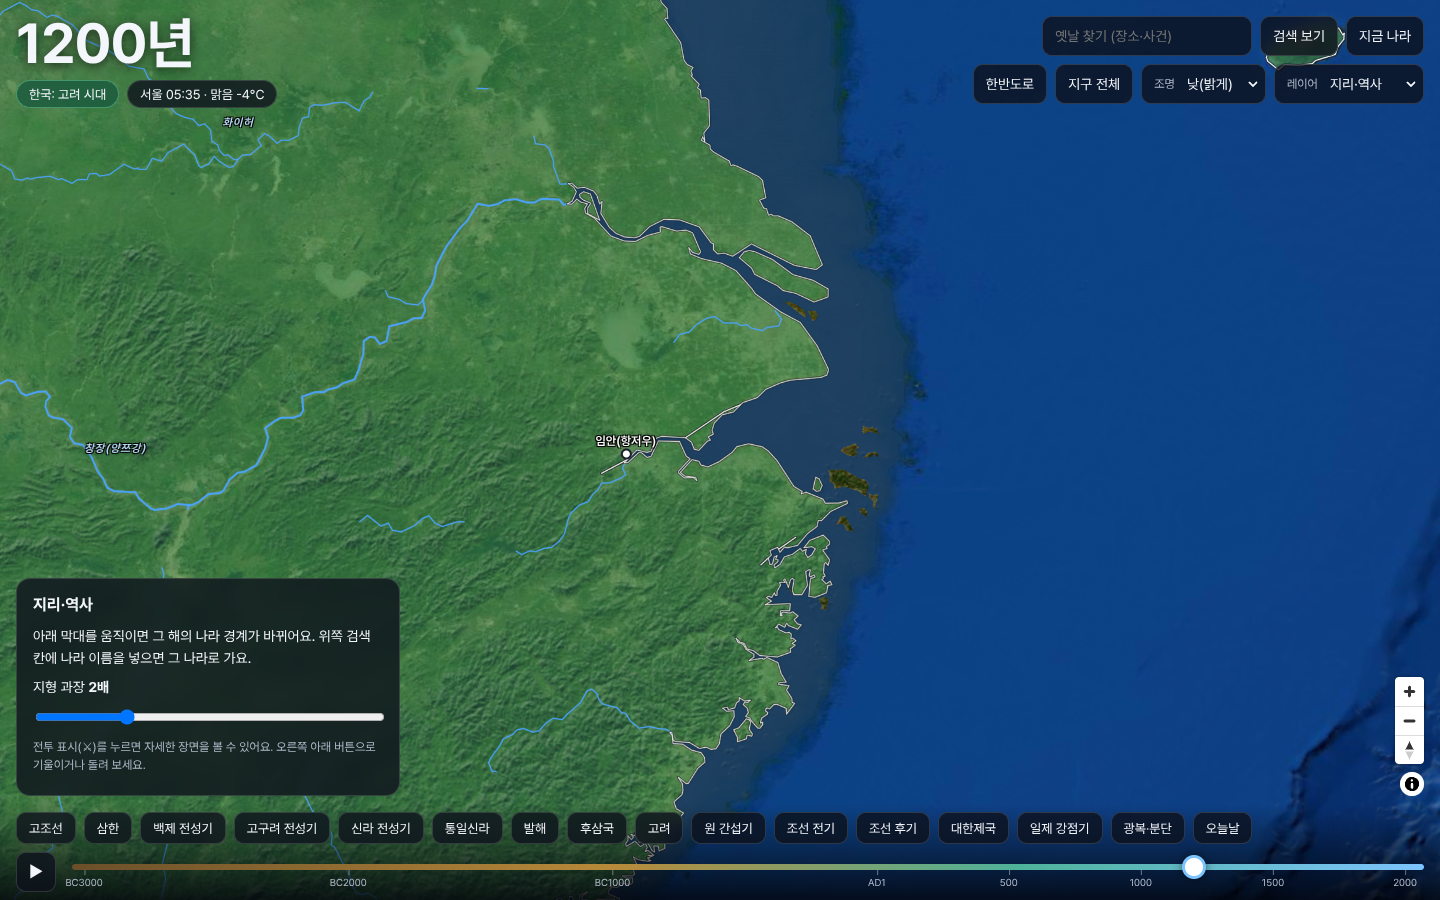 1200년
한국: 고려 시대
서울 05:35 · 맑음 -4°C
옛날 찾기 (장소·사건)
검색 보기
지금 나라
한반도로
지구 전체
조명 낮(밝게)
레이어 지리·역사
화이허
창장(양쯔강)
임안(항저우)
지리·역사
아래 막대를 움직이면 그 해의 나라 경계가 바뀌어요. 위쪽 검색
칸에 나라 이름을 넣으면 그 나라로 가요.
지형 과장 2배
전투 표시(⚔)를 누르면 자세한 장면을 볼 수 있어요. 오른쪽 아래 버튼으로
기울이거나 돌려 보세요.
고조선
삼한
백제 전성기
고구려 전성기
신라 전성기
통일신라
발해
후삼국
고려
원 간섭기
조선 전기
조선 후기
대한제국
일제 강점기
광복·분단
오늘날
BC3000
BC2000
BC1000
AD1
500
1000
1500
2000